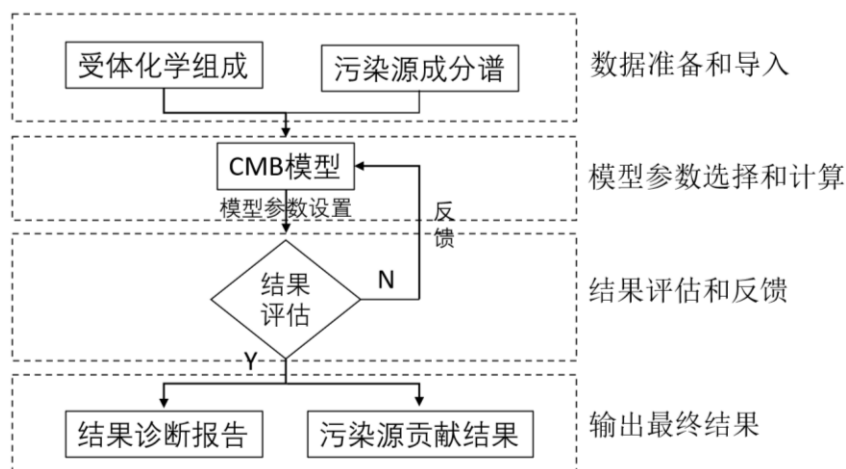 受体化学组成
污染源成分谱
数据准备和导入
CMB模型
模型参数选择和计算
模型参数设置
反
馈
结果
评估
N
结果评估和反馈
Y
结果诊断报告
污染源贡献结果
输出最终结果